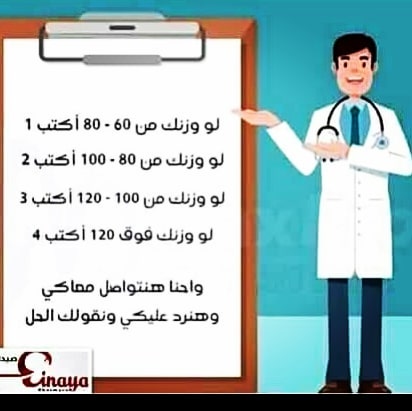 لو وزنك من 60 - 80 أكتب 1
لو وزنك من 80 - 100 أكتب 2
لو وزنك من 100 - 120 أكتب 3
لو وزنك فوق 120 أكتب 4
واحنا هنتواصل معاكي
وهنرد عليكي ونقولك الحل
Einaya